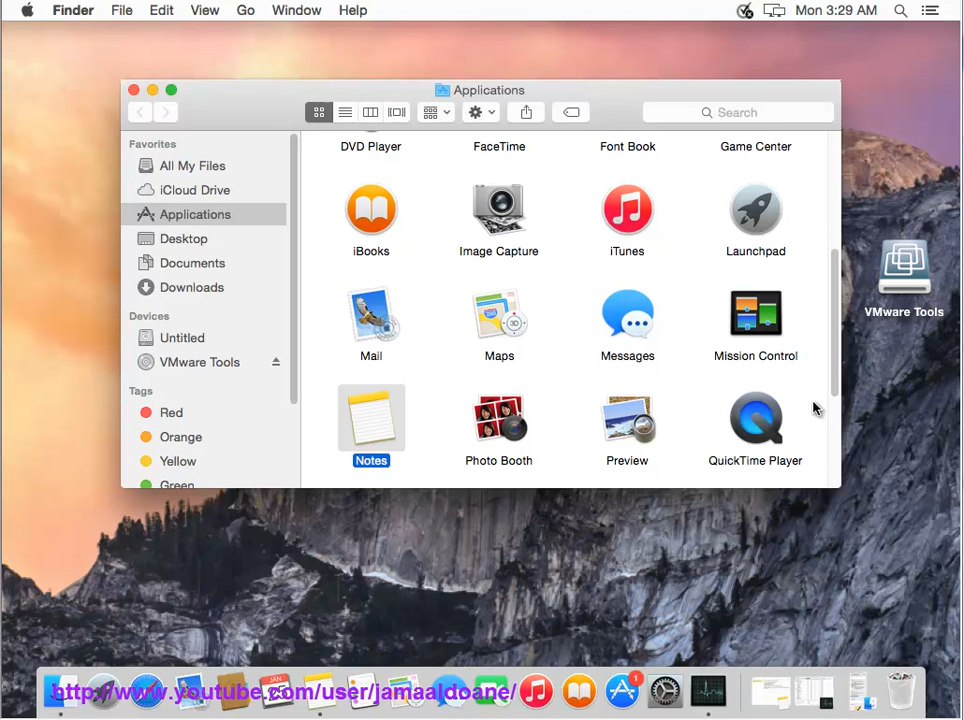 Finder File Edit View Go Window Help Mon 3:29 AM
Applications
Search
Favorites
All My Files
iCloud Drive
Applications
Desktop
Documents
Downloads
Devices
Untitled
VMware Tools
Tags
Red
Orange
Yellow
Green
DVD Player FaceTime Font Book Game Center
iBooks Image Capture iTunes Launchpad
3D
Mail Maps Messages Mission Control
Notes Photo Booth Preview QuickTime Player
VMware Tools
1
http://www.youtube.com/user/jamaaldoane/